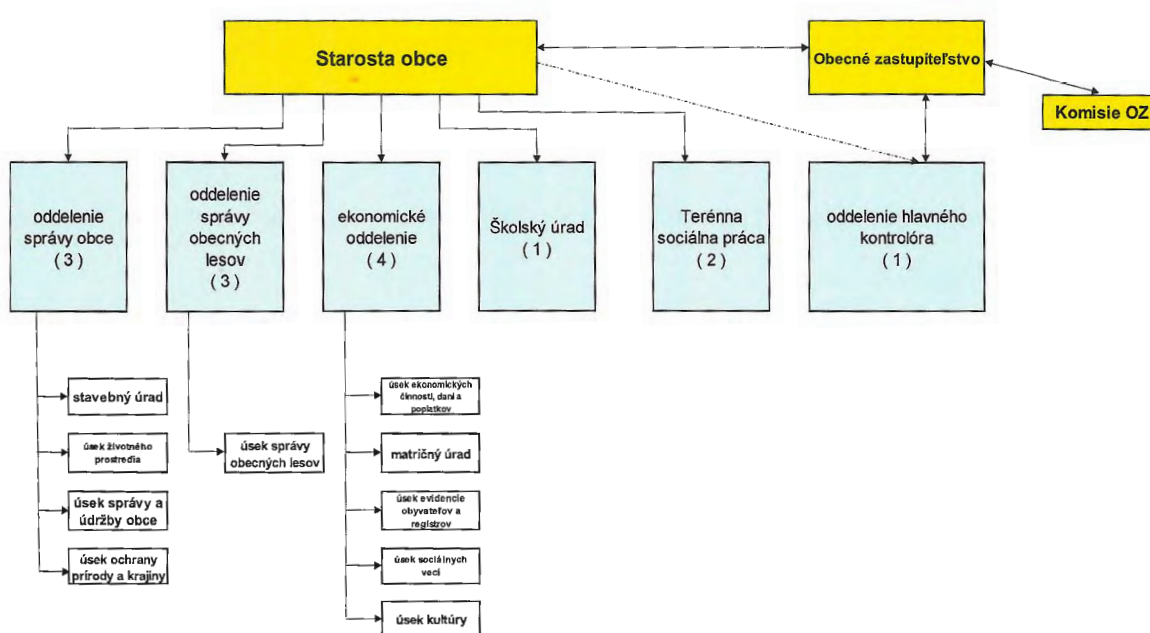 Starosta obce
Obecné zastupiteľstvo
Komisie OZ
oddelenie
správy obce
( 3 )
oddelenie
správy
obecných
lesov
( 3 )
ekonomické
oddelenie
( 4 )
Školský úrad
( 1 )
Terénna
sociálna práca
( 2 )
oddelenie hlavného
kontrolóra
( 1 )
stavebný úrad
úsek životného
prostredia
úsek správy a
údržby obce
úsek ochrany
prírody a krajiny
úsek správy
obecných lesov
úsek ekonomických
činností, daní a
poplatkov
matričný úrad
úsek evidencie
obyvateľov a
registrov
úsek sociálnych
vecí
úsek kultúry